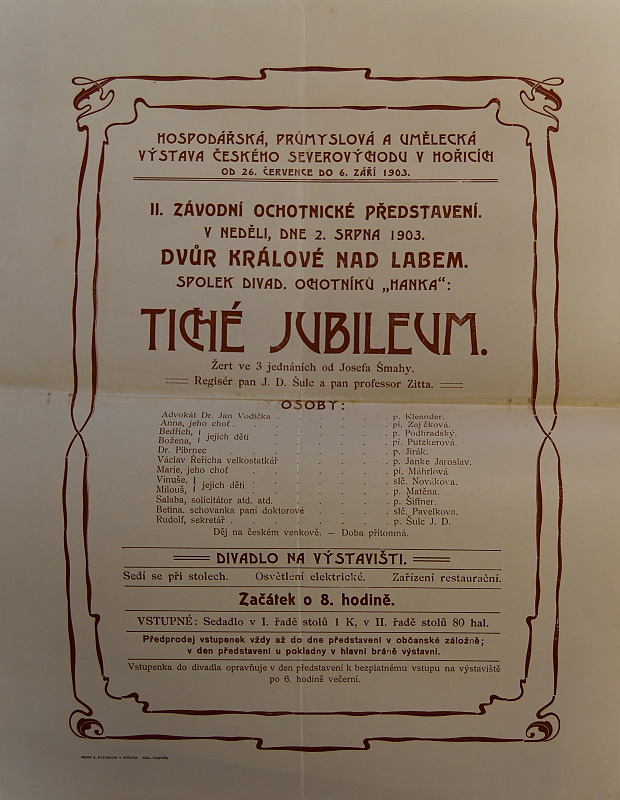 HOSPODÁŘSKÁ, PRŮMYSLOVÁ A UMĚLECKÁ
VÝSTAVA ČESKÉHO SEVEROVÝCHODU V HOŘICÍCH
OD 26. ČERVENCE DO 6. ZÁŘÍ 1903.
II. ZÁVODNÍ OCHOTNICKÉ PŘEDSTAVENÍ.
V NEDĚLI, DNE 2. SRPNA 1903.
DVŮR KRÁLOVÉ NAD LABEM.
SPOLEK DIVAD. OCHOTNÍKŮ „HANKA“:
TICHÉ JUBILEUM.
Žert ve 3 jednáních od Josefa Šmahy.
Regisér pan J. D. Šulc a pan professor Zitta.
OSOBY:
Advokát Dr. Jan Vodička . . . . . p. Kleander.
Anna, jeho choť . . . . . . pí. Zajíčková.
Bedřich, } jejich děti . . . . . p. Podhradský.
Božena, pí. Putzkerová.
Dr. Pibrnec . . . . . . p. Jirák.
Václav Řeřicha velkostatkář . . . . p. Janke Jaroslav.
Marie, jeho choť . . . . . pí. Máhrlová
Vinuše, } jejich děti . . . . . slč. Nováková.
Milouš, p. Matěna.
Salaba, solicitátor atd. atd. . . . . p. Šiffner.
Betina. schovanka paní doktorové . . . . slč. Pavelkova.
Rudolf, sekretář . . . . . . p. Šulc J. D.
Děj na českém venkově. — Doba přítomná.
DIVADLO NA VÝSTAVIŠTI.
Sedí se při stolech. Osvětlení elektrické. Zařízení restaurační.
Začátek o 8. hodině.
VSTUPNÉ: Sedadlo v I. řadě stolů 1 K, v II. řadě stolů 80 hal.
Předprodej vstupenek vždy až do dne představení v občanské záložně;
v den představení u pokladny v hlavní bráně výstavní.
Vstupenka do divadla opravňuje v den představení k bezplatnému vstupu na výstaviště
po 6. hodině večerní.